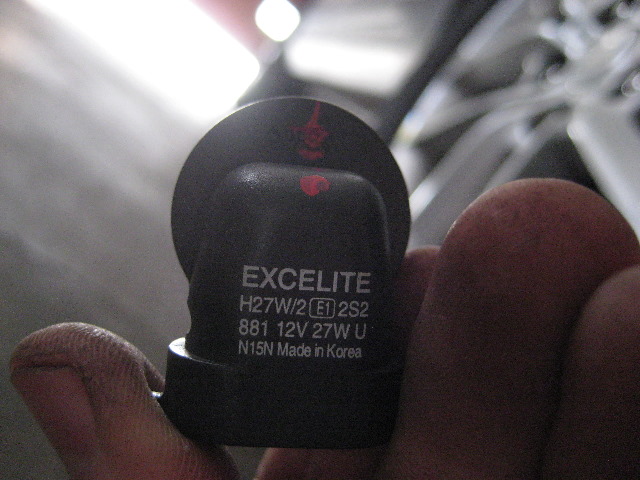 EXCELITE
H27W/2 E1 2S2
881 12V 27W U
N15N Made in Korea